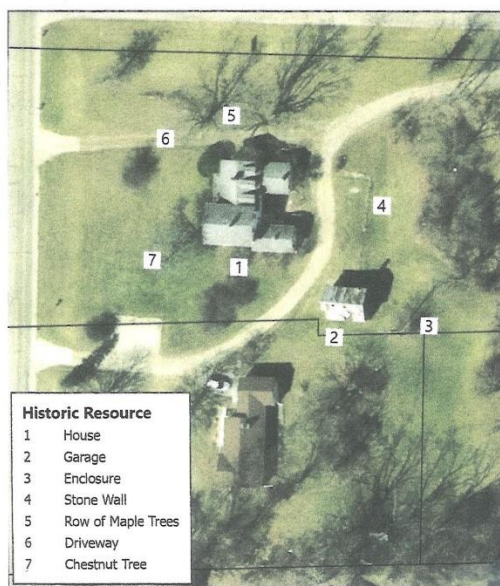 5
6
4
7
1
2
3
Historic Resource
1 House
2 Garage
3 Enclosure
4 Stone Wall
5 Row of Maple Trees
6 Driveway
7 Chestnut Tree